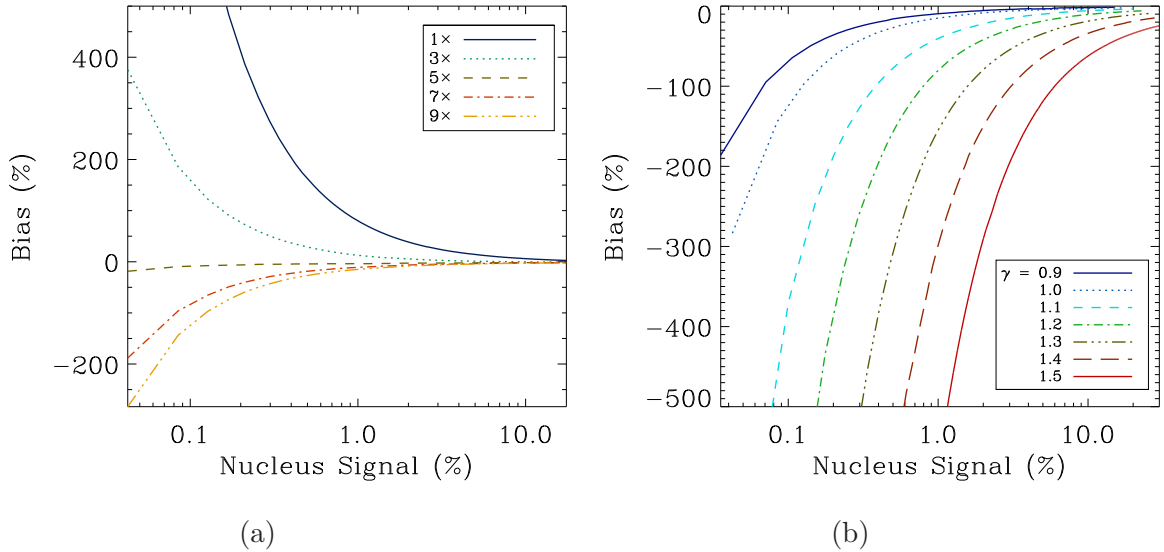 400
200
0
−200
Bias (%)
1×
3×
5×
7×
9×
0.1 1.0 10.0
Nucleus Signal (%)
(a)
0
−100
−200
−300
−400
−500
Bias (%)
γ = 0.9
1.0
1.1
1.2
1.3
1.4
1.5
0.1 1.0 10.0
Nucleus Signal (%)
(b)